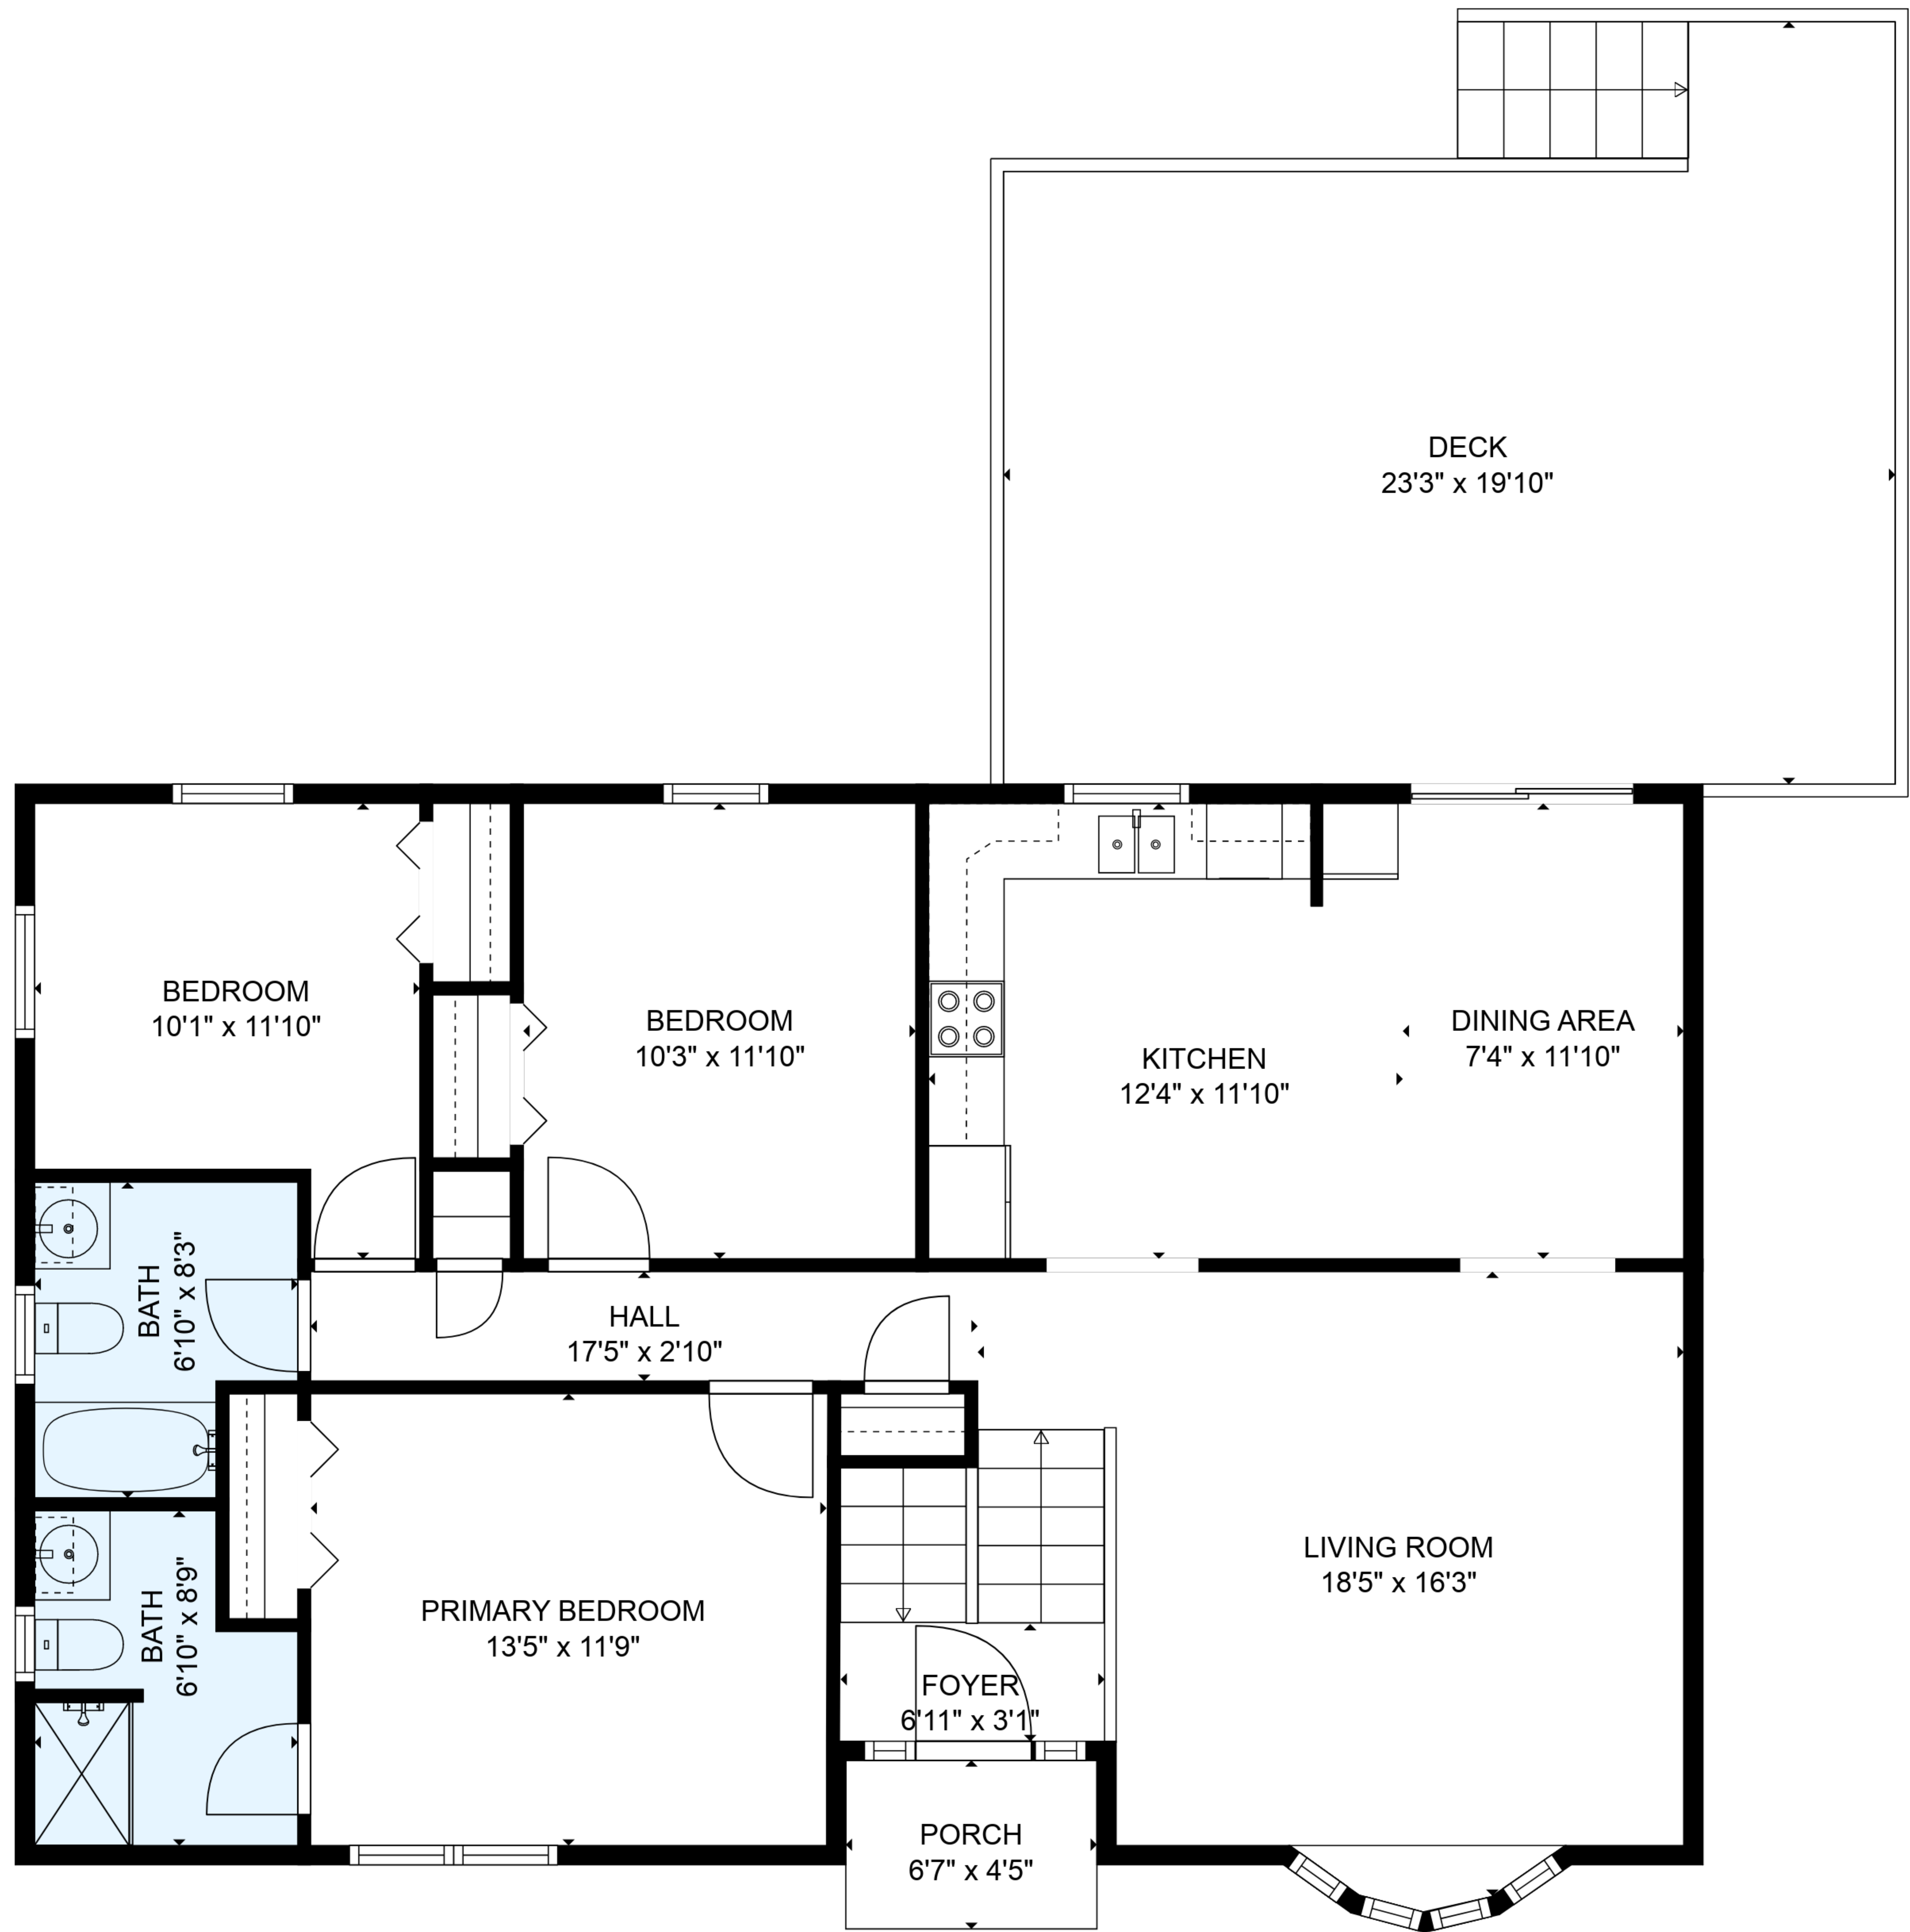 DECK
23'3" x 19'10"
BEDROOM
10'1" x 11'10"
BEDROOM
10'3" x 11'10"
KITCHEN
12'4" x 11'10"
DINING AREA
7'4" x 11'10"
BATH
6'10" x 8'3"
HALL
17'5" x 2'10"
LIVING ROOM
18'5" x 16'3"
BATH
6'10" x 8'9"
PRIMARY BEDROOM
13'5" x 11'9"
FOYER
6'11" x 3'1"
PORCH
6'7" x 4'5"